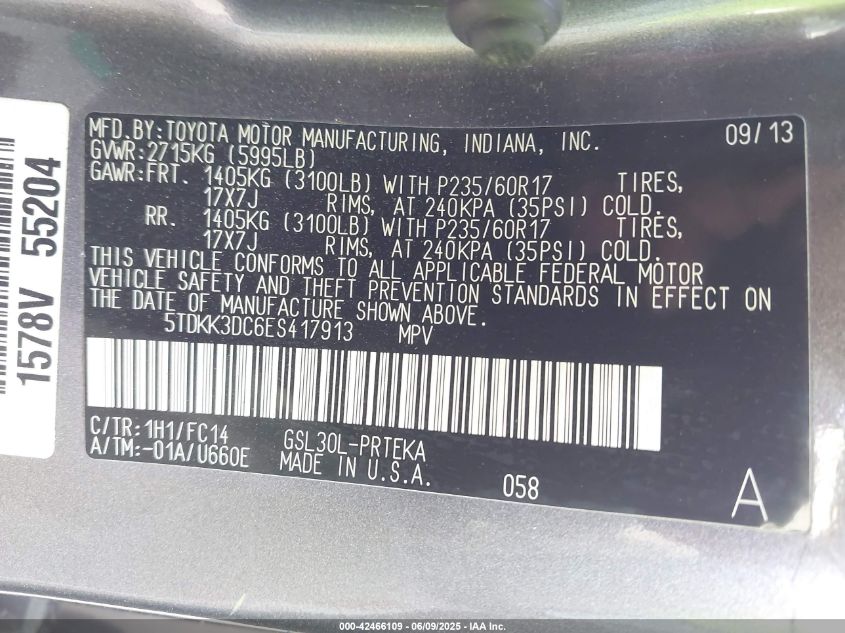 MFD.BY:TOYOTA MOTOR MANUFACTURING, INDIANA, INC. 09/13
GVWR:2715KG (5995LB)
GAWR:FRT. 1405KG (3100LB) WITH P235/60R17 TIRES,
17X7J RIMS, AT 240KPA (35PSI) COLD.
RR. 1405KG (3100LB) WITH P235/60R17 TIRES,
17X7J RIMS, AT 240KPA (35PSI) COLD.
THIS VEHICLE CONFORMS TO ALL APPLICABLE FEDERAL MOTOR
VEHICLE SAFETY AND THEFT PREVENTION STANDARDS IN EFFECT ON
THE DATE OF MANUFACTURE SHOWN ABOVE.
5TDKK3DC6ES417913 MPV
C/TR:1H1/FC14 GSL30L-PRTEKA
A/TM:-01A/U660E MADE IN U.S.A. 058
A
1578V 55204
000-42466109 - 06/09/2025 - IAA Inc.